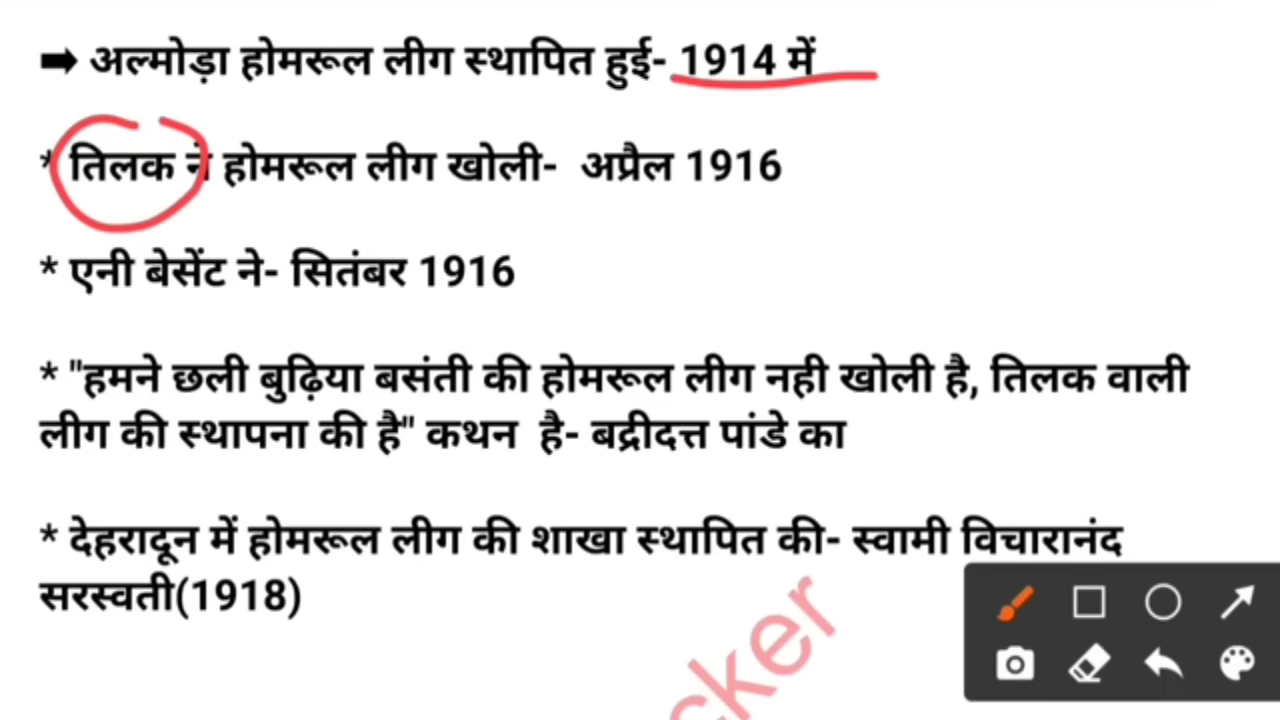 ➡ अल्मोड़ा होमरूल लीग स्थापित हुई- 1914 में
* तिलक ने होमरूल लीग खोली- अप्रैल 1916
* एनी बेसेंट ने- सितंबर 1916
* "हमने छली बुढ़िया बसंती की होमरूल लीग नही खोली है, तिलक वाली
लीग की स्थापना की है" कथन है- बद्रीदत्त पांडे का
* देहरादून में होमरूल लीग की शाखा स्थापित की- स्वामी विचारानंद
सरस्वती(1918)